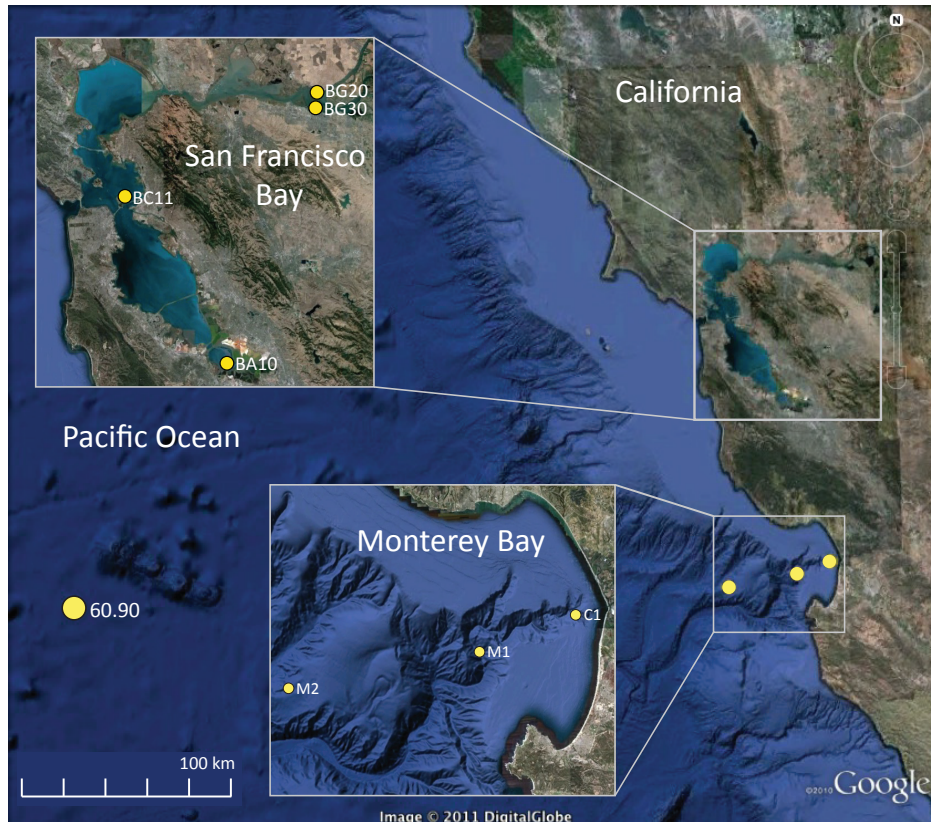 N
California
BG20
BG30
San Francisco
Bay
BC11
BA10
Pacific Ocean
Monterey Bay
C1
M1
M2
60.90
100 km
©2010 Google
Image © 2011 DigitalGlobe